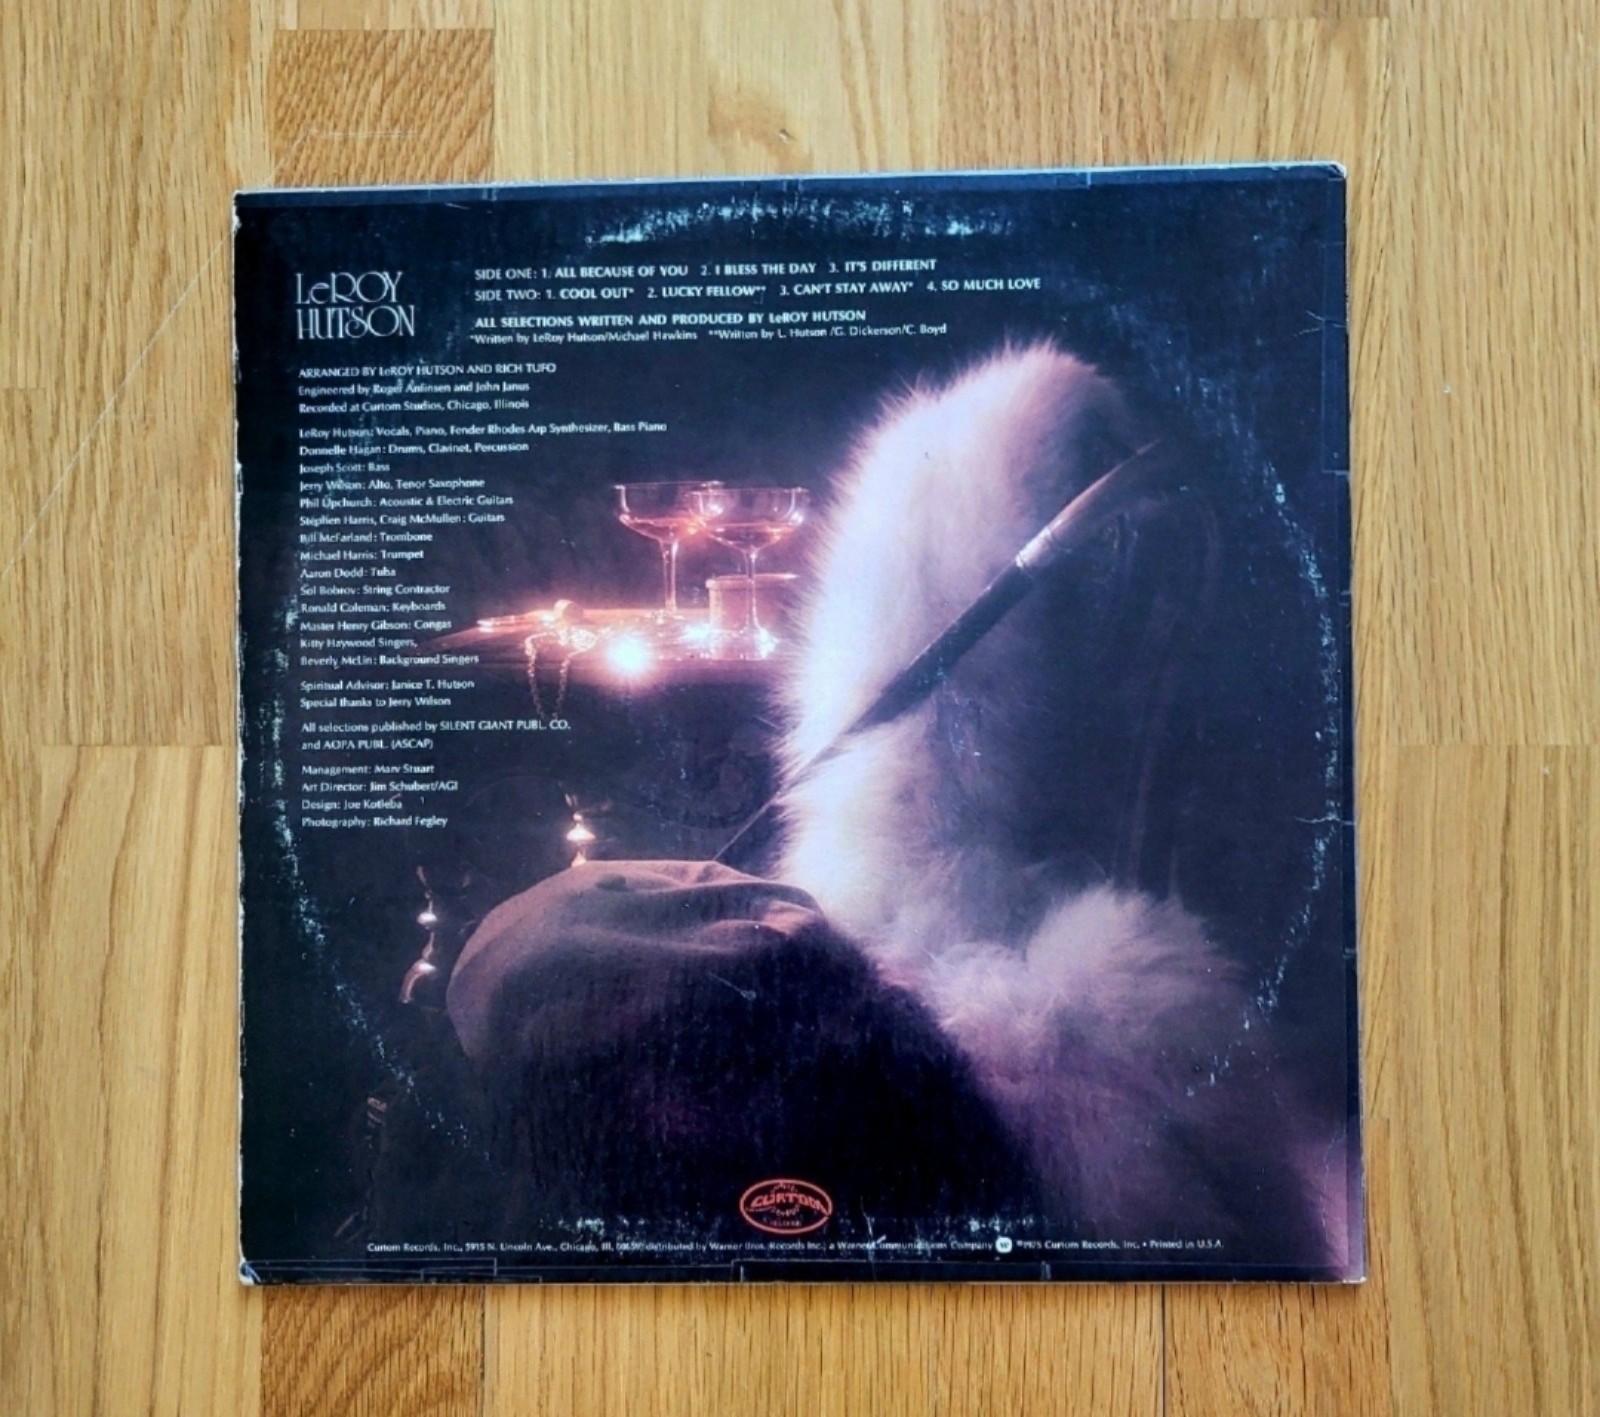 LeROY
HUTSON
SIDE ONE: 1. ALL BECAUSE OF YOU 2. I BLESS THE DAY 3. IT'S DIFFERENT
SIDE TWO: 1. COOL OUT* 2. LUCKY FELLOW** 3. CAN'T STAY AWAY* 4. SO MUCH LOVE
ALL SELECTIONS WRITTEN AND PRODUCED BY LeROY HUTSON
*Written by LeRoy Hutson/Michael Hawkins **Written by L. Hutson /G. Dickerson/C. Boyd
ARRANGED BY LeROY HUTSON AND RICH TUFO
Engineered by Roger Anfinsen and John Janus
Recorded at Curtom Studios, Chicago, Illinois
LeRoy Hutson: Vocals, Piano, Fender Rhodes Arp Synthesizer, Bass Piano
Donnelle Hagan: Drums, Clavinet, Percussion
Joseph Scott: Bass
Jerry Wilson: Alto, Tenor Saxophone
Phil Upchurch: Acoustic & Electric Guitars
Stephen Harris, Craig McMullen: Guitars
Bill McFarland: Trombone
Michael Harris: Trumpet
Aaron Dodd: Tuba
Sol Bobrov: String Contractor
Ronald Coleman: Keyboards
Master Henry Gibson: Congas
Kitty Haywood Singers,
Beverly McLin: Background Singers
Spiritual Advisor: Janice T. Hutson
Special thanks to Jerry Wilson
All selections published by SILENT GIANT PUBL. CO.
and AOPA PUBL. (ASCAP)
Management: Marv Stuart
Art Director: Jim Schubert/AGI
Design: Joe Kotleba
Photography: Richard Fegley
CURTOM
Curtom Records, Inc., 5915 N. Lincoln Ave., Chicago, Ill. distributed by Warner Bros. Records Inc., a Warner Communications Company W ℗1975 Curtom Records, Inc. • Printed in U.S.A.